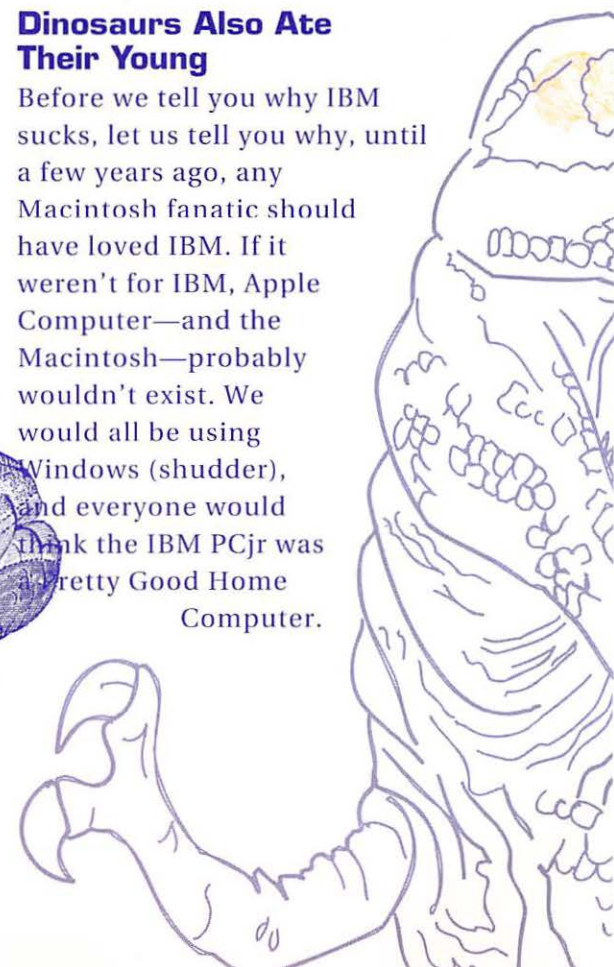 Dinosaurs Also Ate
Their Young
Before we tell you why IBM
sucks, let us tell you why, until
a few years ago, any
Macintosh fanatic should
have loved IBM. If it
weren't for IBM, Apple
Computer—and the
Macintosh—probably
wouldn't exist. We
would all be using
Windows (shudder),
and everyone would
think the IBM PCjr was
a Pretty Good Home
Computer.